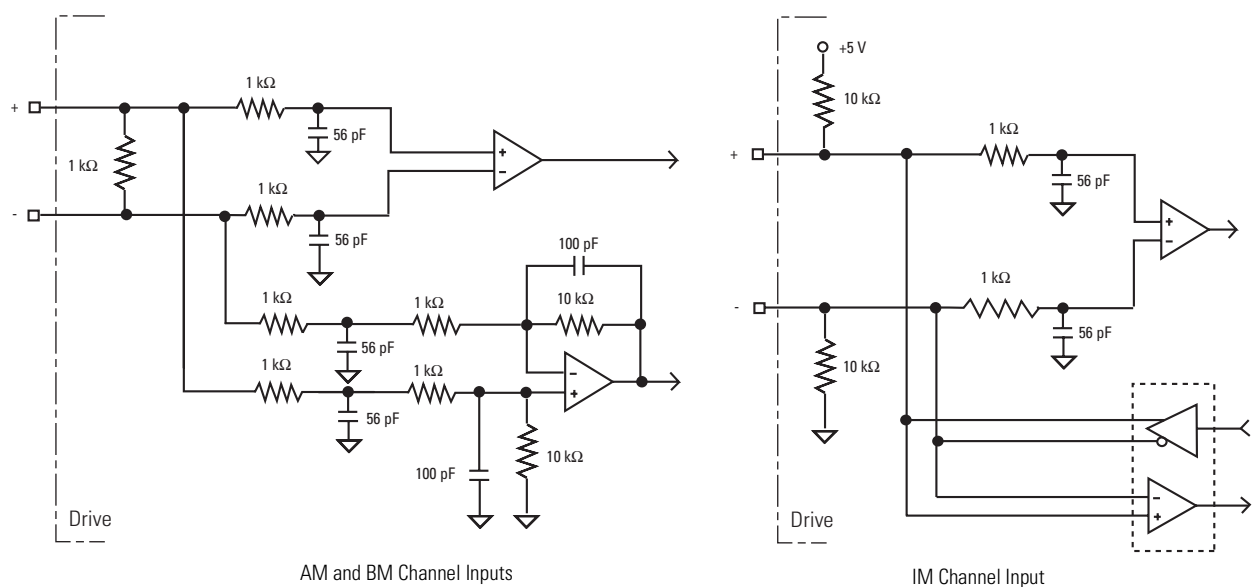 1 kΩ
+
56 pF
1 kΩ
+
−
1 kΩ
-
56 pF
100 pF
1 kΩ
1 kΩ
10 kΩ
56 pF
−
+
1 kΩ
1 kΩ
56 pF
10 kΩ
100 pF
Drive
AM and BM Channel Inputs
+5 V
10 kΩ
1 kΩ
+
56 pF
+
−
1 kΩ
-
56 pF
10 kΩ
−
+
Drive
IM Channel Input